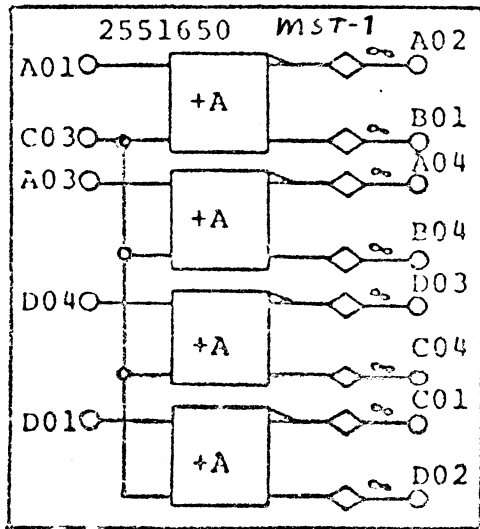 2551650 MST-1
A02
A01
+A
C03
B01
A03
A04
+A
B04
D04
D03
+A
C04
D01
C01
+A
D02